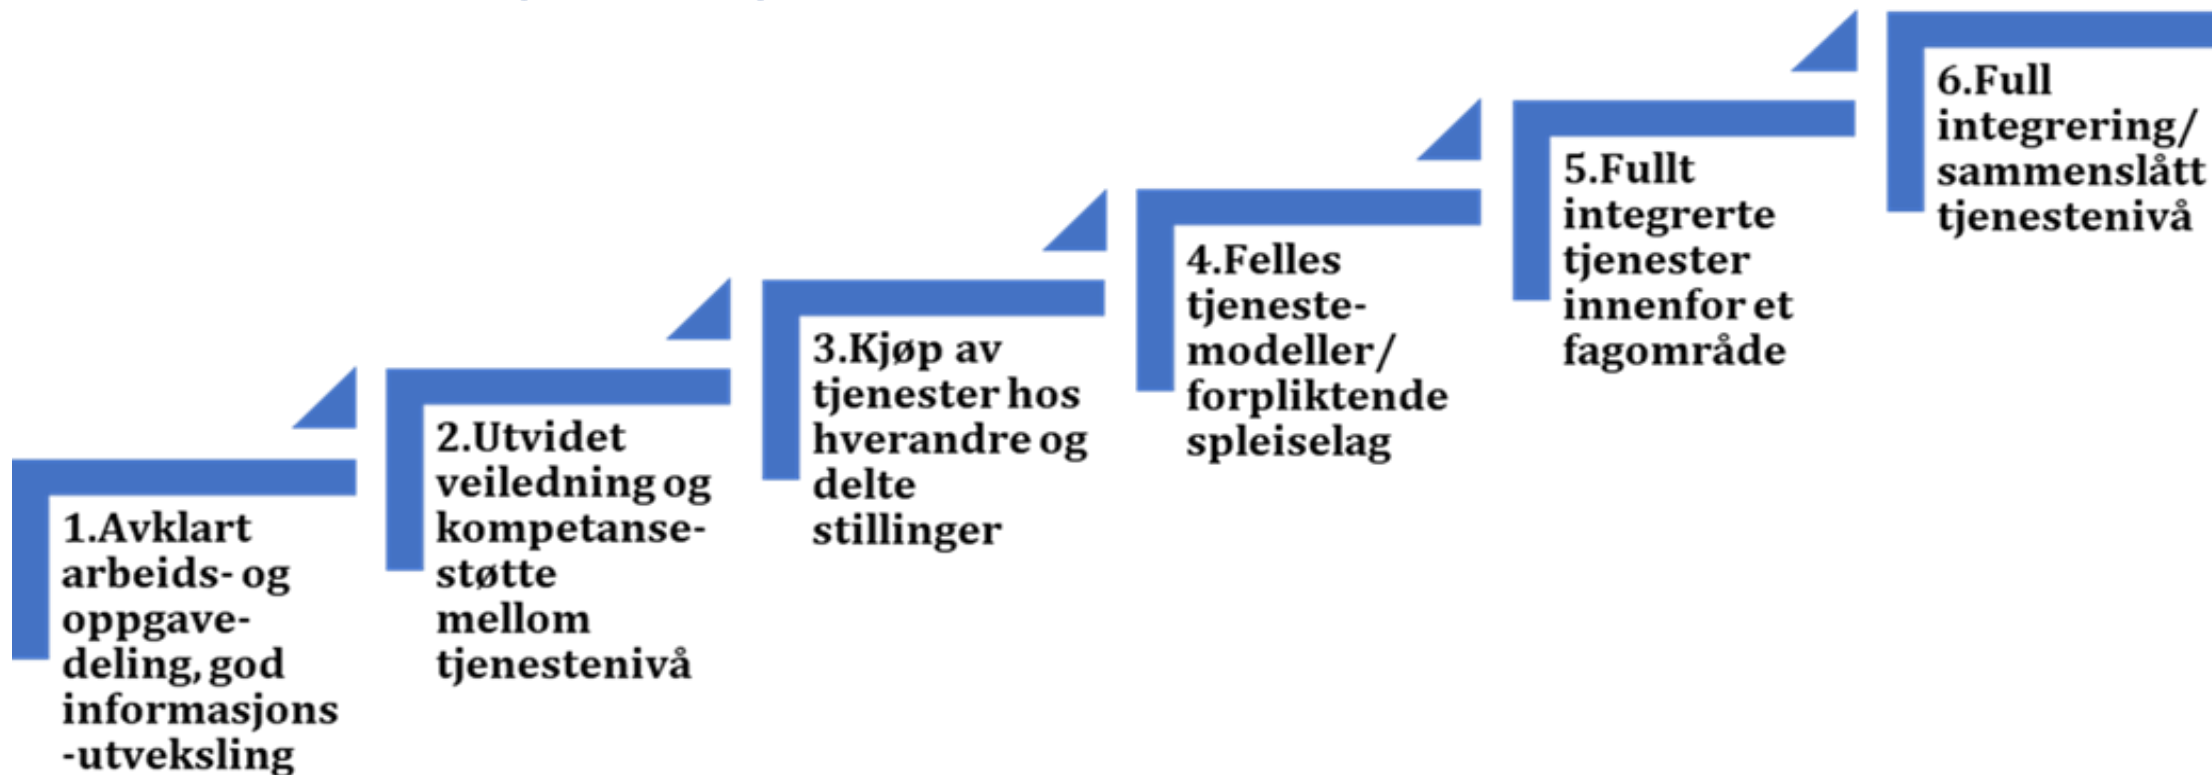 1.Avklart
arbeids- og
oppgave-
deling, god
informasjons
-utveksling
2.Utvidet
veiledning og
kompetanse-
støtte
mellom
tjenestenivå
3.Kjøp av
tjenester hos
hverandre og
delte
stillinger
4.Felles
tjeneste-
modeller/
forpliktende
spleiselag
5.Fullt
integrerte
tjenester
innenfor et
fagområde
6.Full
integrering/
sammenslått
tjenestenivå